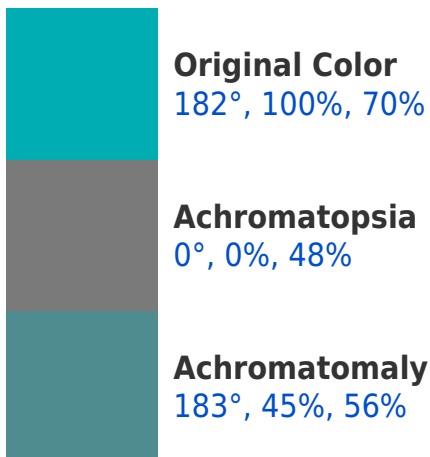 Original Color
182°, 100%, 70%
Achromatopsia
0°, 0%, 48%
Achromatomaly
183°, 45%, 56%